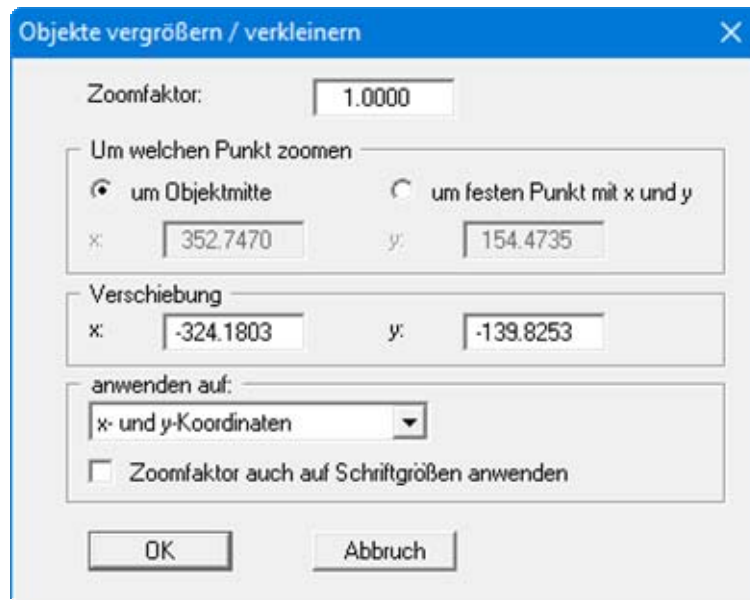 Objekte vergrößern / verkleinern
Zoomfaktor: 1.0000
Um welchen Punkt zoomen
um Objektmitte um festen Punkt mit x und y
x: 352.7470 y: 154.4735
Verschiebung
x: -324.1803 y: -139.8253
anwenden auf:
x- und y-Koordinaten
Zoomfaktor auch auf Schriftgrößen anwenden
OK Abbruch